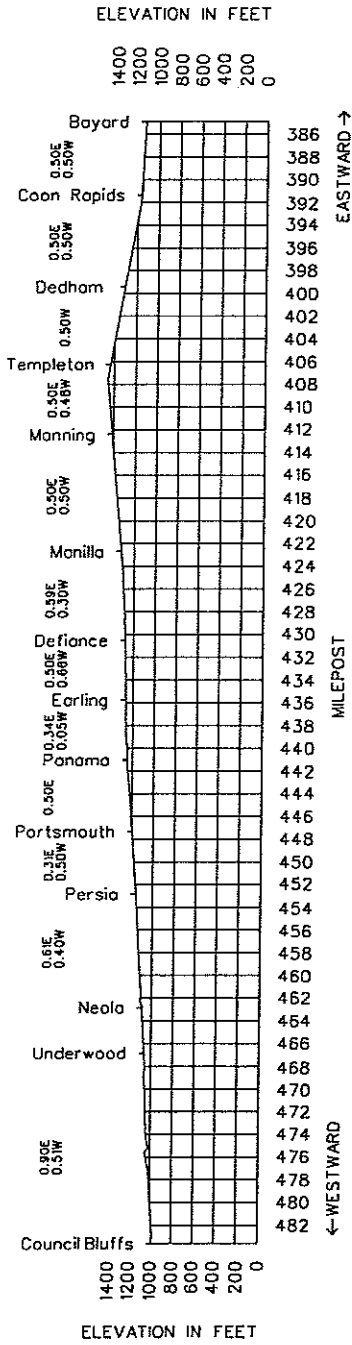 ELEVATION IN FEET
1400
1200
1000
800
600
400
200
0
EASTWARD →
Bayard
386
0.50E
0.50W
388
390
Coon Rapids
392
394
0.50E
0.50W
396
398
Dedham
400
402
0.50W
404
Templeton
406
0.50E
0.48W
408
410
Manning
412
414
416
0.50E
0.50W
418
420
Manilla
422
424
0.59E
0.30W
426
428
Defiance
430
0.50E
0.66W
432
434
MILEPOST
Earling
436
0.34E
0.05W
438
Panama
440
442
0.50E
444
446
Portsmouth
448
0.31E
0.50W
450
Persia
452
454
456
0.61E
0.40W
458
460
Neola
462
464
Underwood
466
468
470
472
474
0.90E
0.51W
476
478
480
482
← WESTWARD
Council Bluffs
1400
1200
1000
800
600
400
200
0
ELEVATION IN FEET